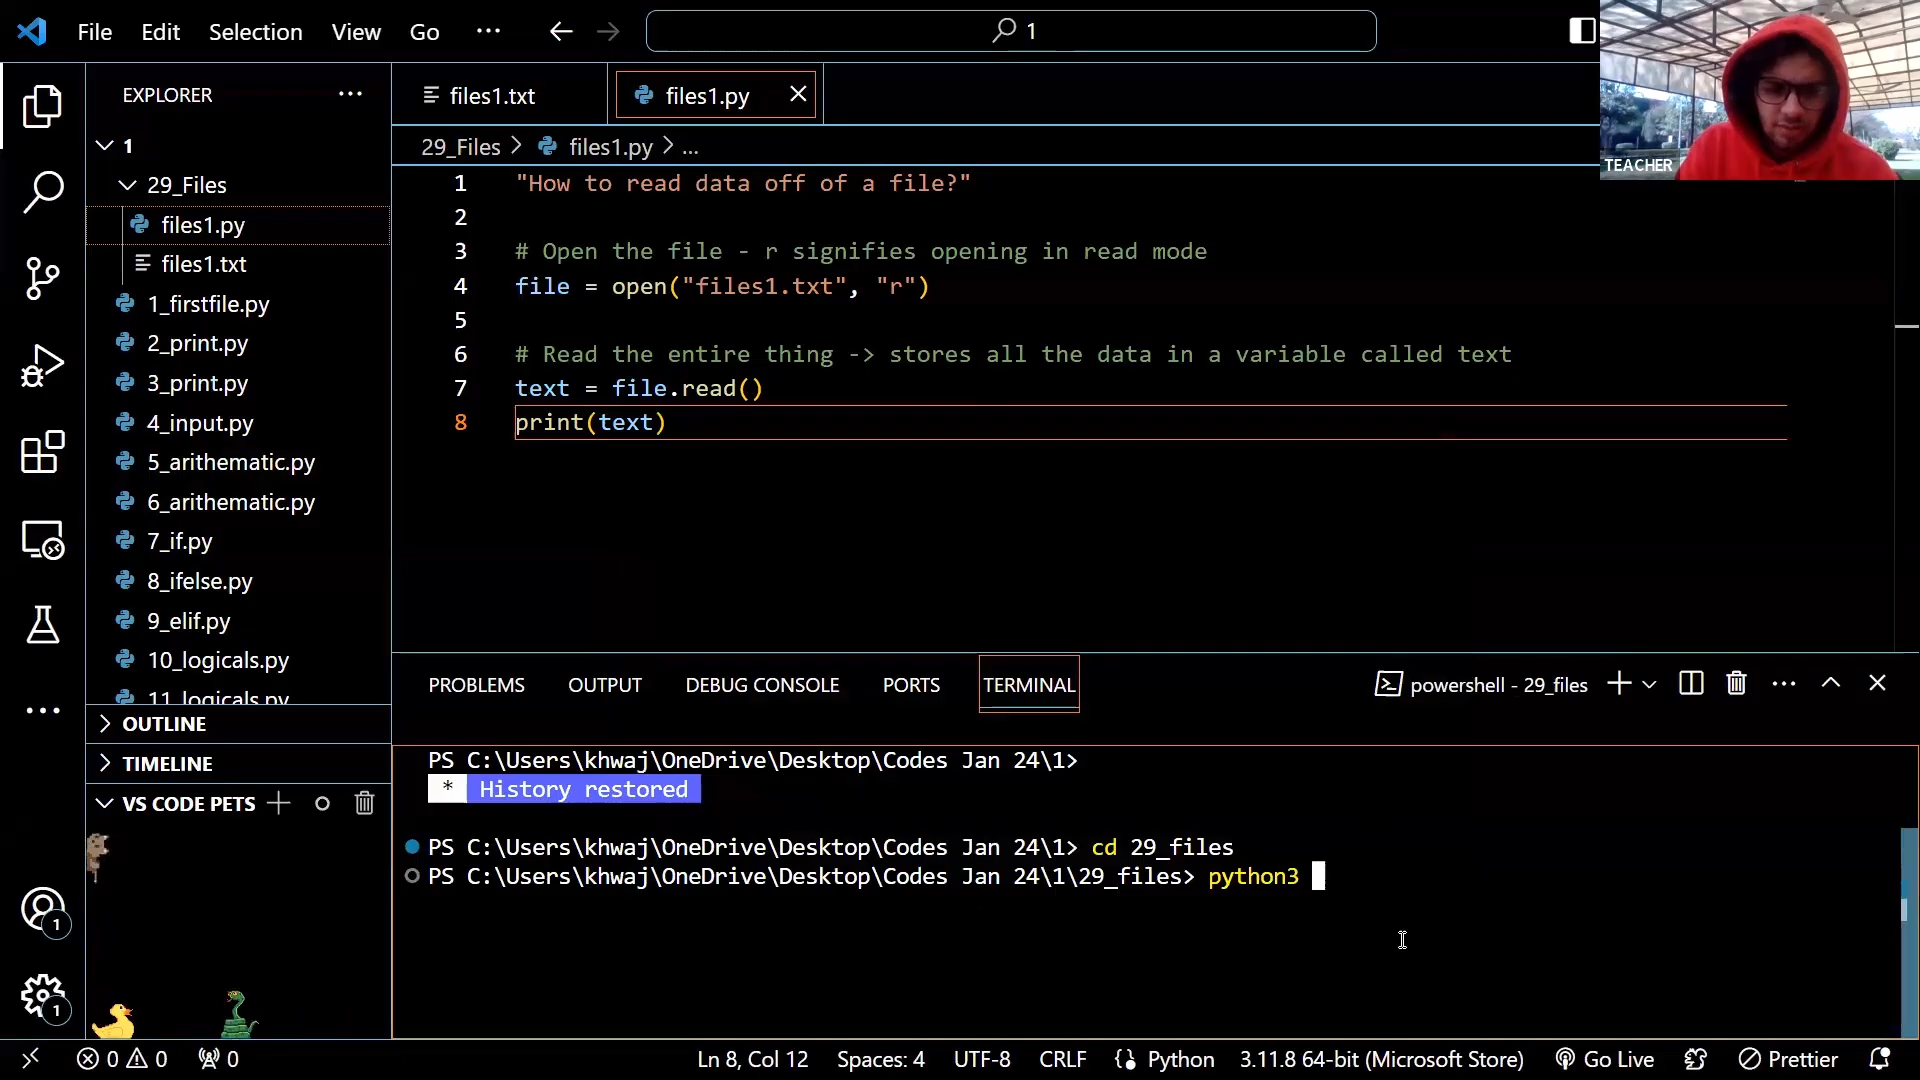 File Edit Selection View Go ... 1
TEACHER
EXPLORER ...
1
29_Files
files1.py
files1.txt
1_firstfile.py
2_print.py
3_print.py
4_input.py
5_arithematic.py
6_arithematic.py
7_if.py
8_ifelse.py
9_elif.py
10_logicals.py
11_logicals.py
OUTLINE
TIMELINE
VS CODE PETS
1
1
files1.txt files1.py
29_Files > files1.py > ...
1 "How to read data off of a file?"
2
3 # Open the file - r signifies opening in read mode
4 file = open("files1.txt", "r")
5
6 # Read the entire thing -> stores all the data in a variable called text
7 text = file.read()
8 print(text)
PROBLEMS OUTPUT DEBUG CONSOLE PORTS TERMINAL powershell - 29_files
PS C:\Users\khwaj\OneDrive\Desktop\Codes Jan 24\1>
* History restored
PS C:\Users\khwaj\OneDrive\Desktop\Codes Jan 24\1> cd 29_files
PS C:\Users\khwaj\OneDrive\Desktop\Codes Jan 24\1\29_files> python3
0 0 0 Ln 8, Col 12 Spaces: 4 UTF-8 CRLF {} Python 3.11.8 64-bit (Microsoft Store) Go Live Prettier